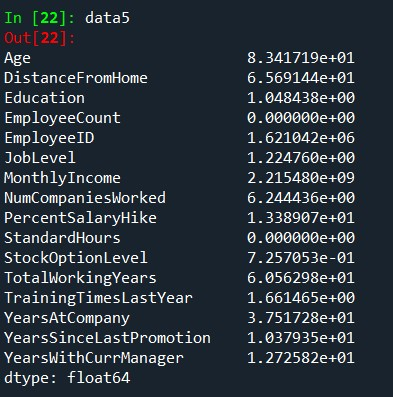 In [22]: data5
Out[22]:
Age                        8.341719e+01
DistanceFromHome           6.569144e+01
Education                  1.048438e+00
EmployeeCount              0.000000e+00
EmployeeID                 1.621042e+06
JobLevel                   1.224760e+00
MonthlyIncome              2.215480e+09
NumCompaniesWorked         6.244436e+00
PercentSalaryHike          1.338907e+01
StandardHours              0.000000e+00
StockOptionLevel           7.257053e-01
TotalWorkingYears          6.056298e+01
TrainingTimesLastYear      1.661465e+00
YearsAtCompany             3.751728e+01
YearsSinceLastPromotion    1.037935e+01
YearsWithCurrManager       1.272582e+01
dtype: float64